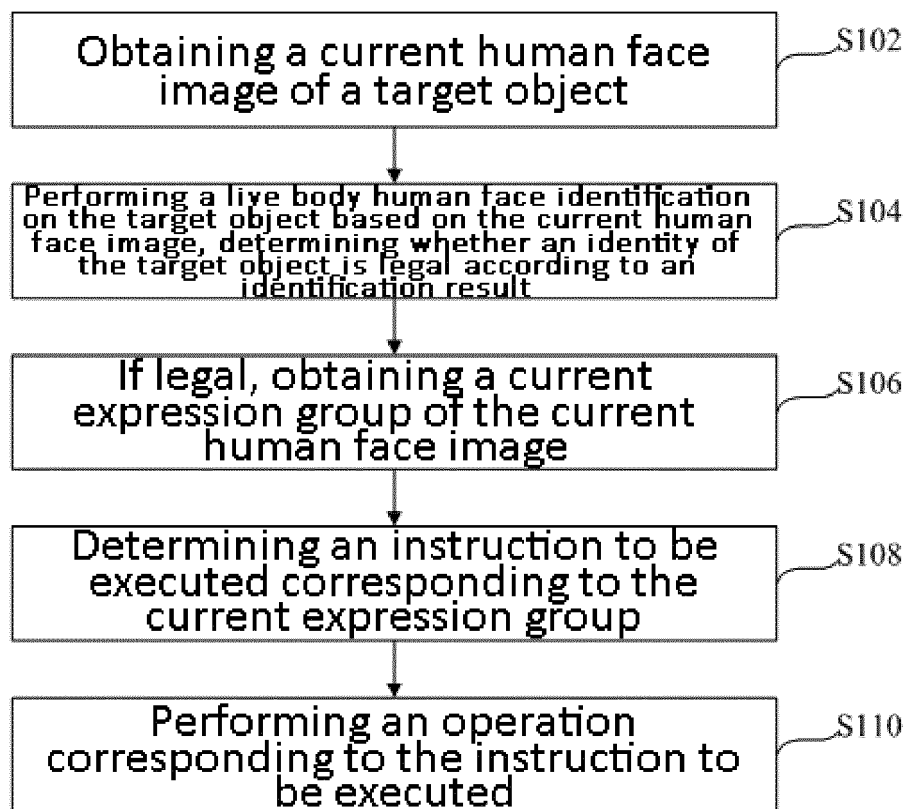 Obtaining a current human face
image of a target object
S102
Performing a live body human face identification
on the target object based on the current human
face image, determining whether an identity of
the target object is legal according to an
identification result
S104
If legal, obtaining a current
expression group of the current
human face image
S106
Determining an instruction to be
executed corresponding to the
current expression group
S108
Performing an operation
corresponding to the instruction to
be executed
S110